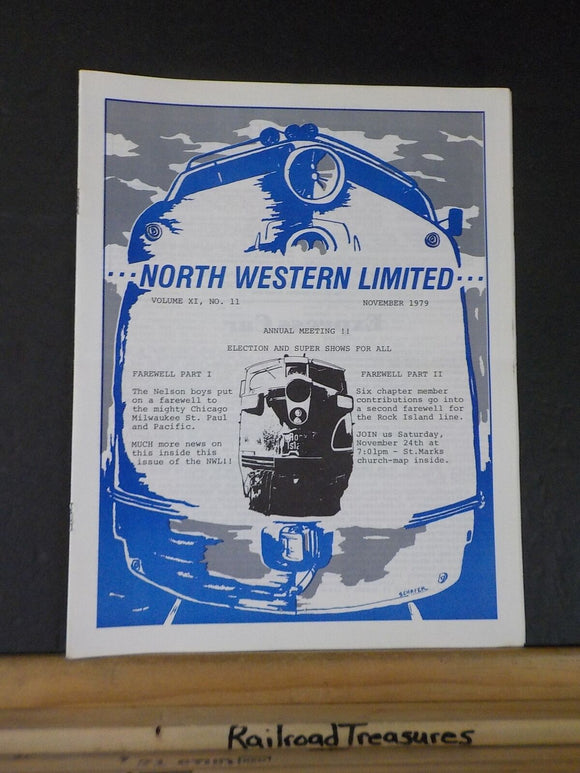 ···NORTH WESTERN LIMITED···
VOLUME XI, NO. 11
NOVEMBER 1979
ANNUAL MEETING !!
ELECTION AND SUPER SHOWS FOR ALL
FAREWELL PART I
The Nelson boys put
on a farewell to
the mighty Chicago
Milwaukee St. Paul
and Pacific.
MUCH more news on
this inside this
issue of the NWL!!
FAREWELL PART II
Six chapter member
contributions go into
a second farewell for
the Rock Island line.
JOIN us Saturday,
November 24th at
7:01pm - St.Marks
church-map inside.
SCHAFER
RailroadTreasures